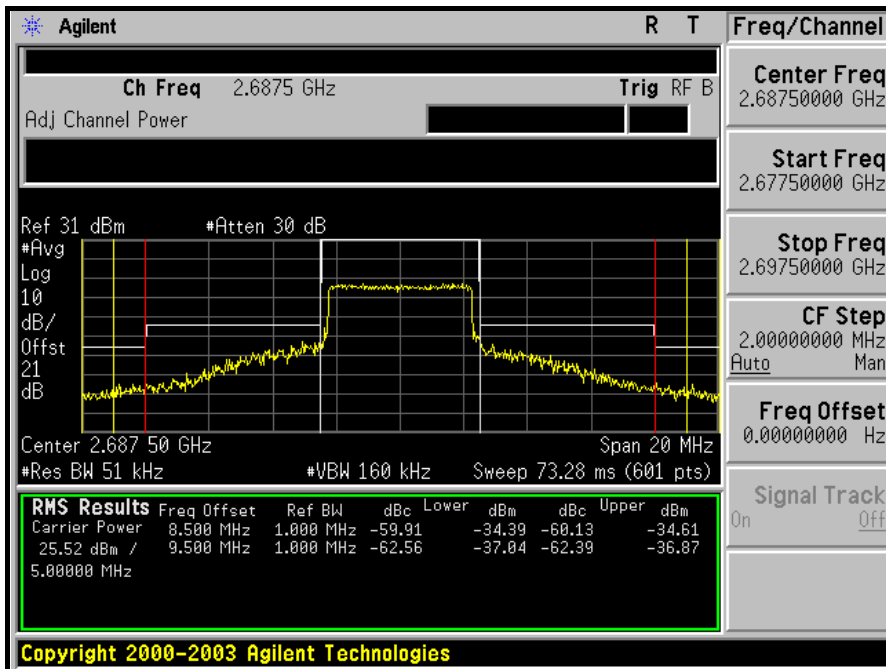 Agilent R T
Freq/Channel
Ch Freq 2.6875 GHz Trig RF B
Adj Channel Power
Ref 31 dBm #Atten 30 dB
#Avg
Log
10
dB/
Offst
21
dB
Center 2.687 50 GHz Span 20 MHz
#Res BW 51 kHz #VBW 160 kHz Sweep 73.28 ms (601 pts)
RMS Results Freq Offset Ref BW dBc Lower dBm dBc Upper dBm
Carrier Power 8.500 MHz 1.000 MHz -59.91 -34.39 -60.13 -34.61
25.52 dBm / 9.500 MHz 1.000 MHz -62.56 -37.04 -62.39 -36.87
5.00000 MHz
Center Freq
2.68750000 GHz
Start Freq
2.67750000 GHz
Stop Freq
2.69750000 GHz
CF Step
2.00000000 MHz
Auto Man
Freq Offset
0.00000000 Hz
Signal Track
On Off
Copyright 2000-2003 Agilent Technologies